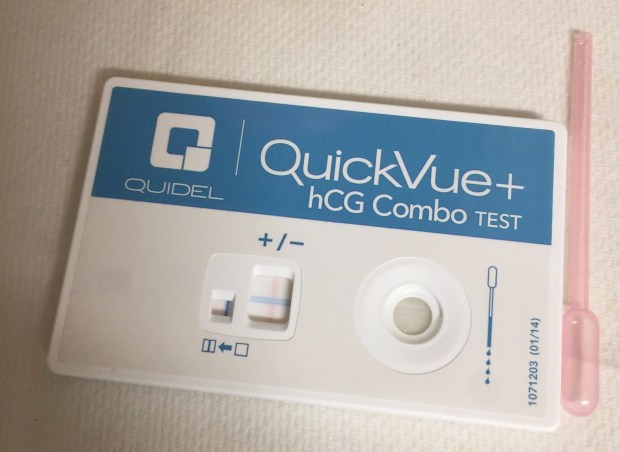 QUIDEL
QuickVue+
hCG Combo TEST
+/−
1071203 (01/14)